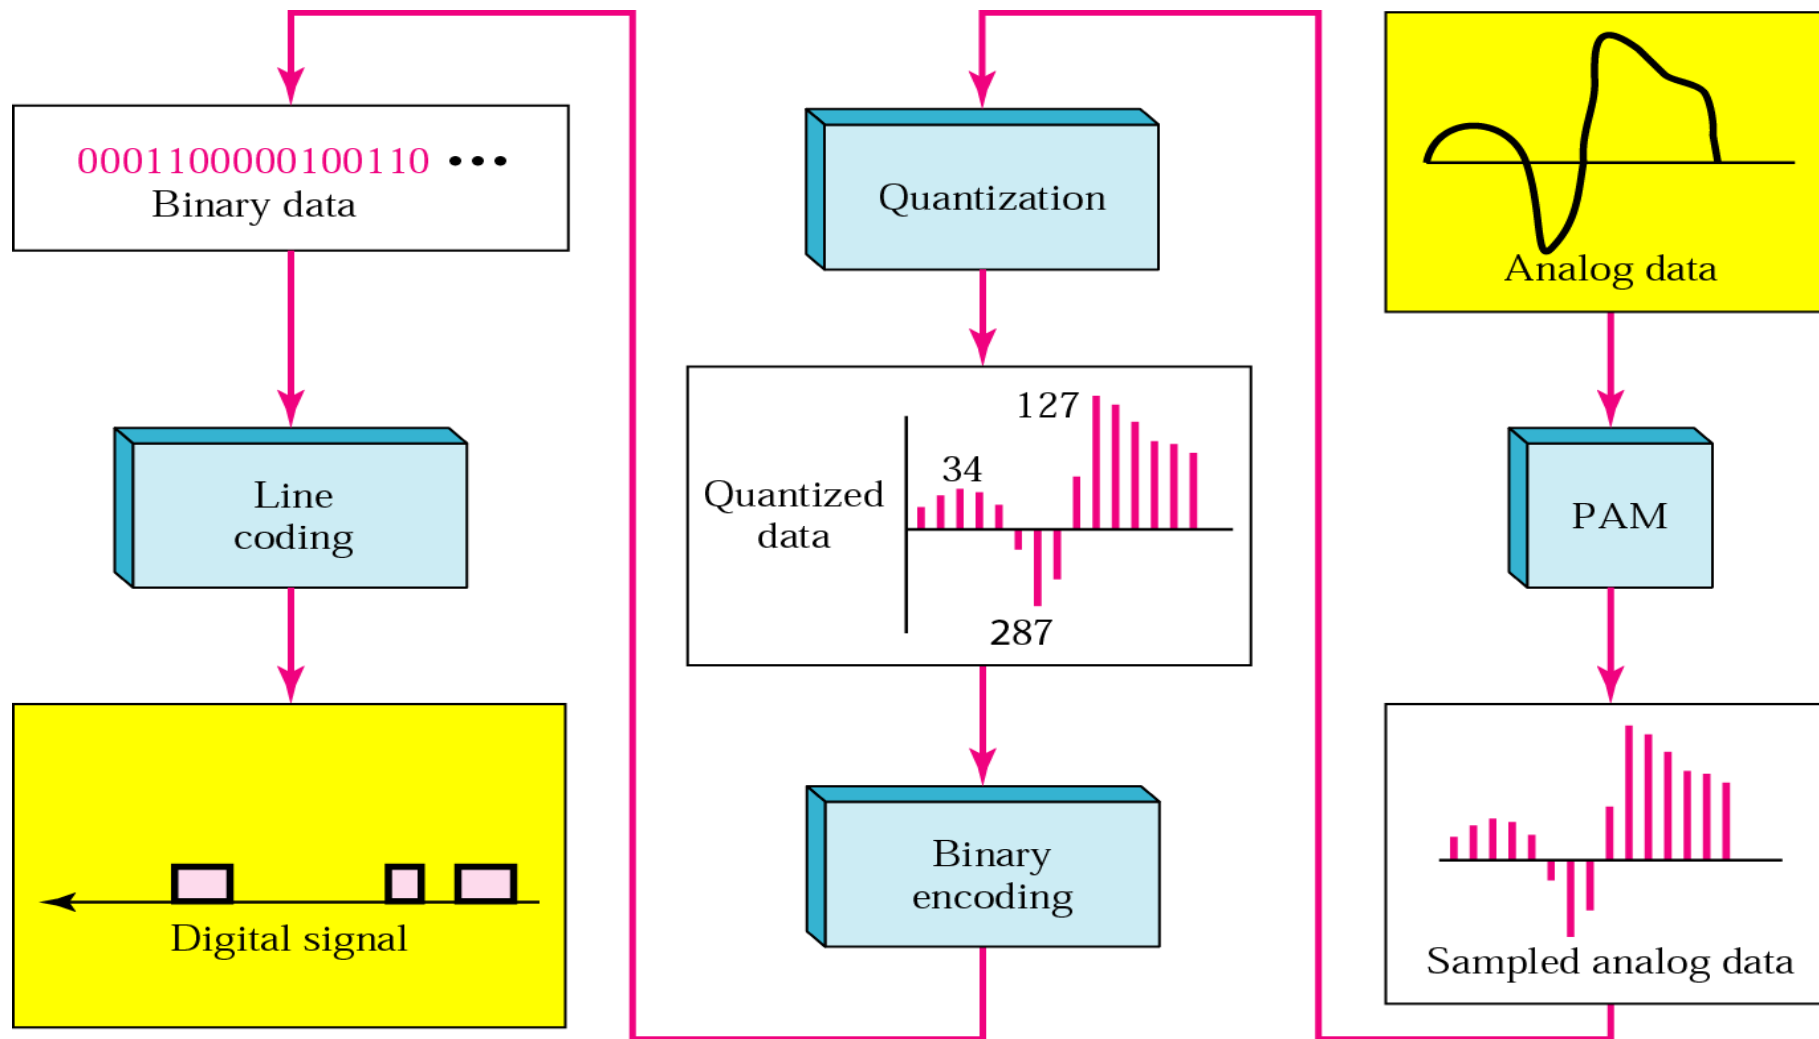 0001100000100110 •••
Binary data
Line
coding
Digital signal
Quantization
127
34
Quantized
data
287
Binary
encoding
Analog data
PAM
Sampled analog data